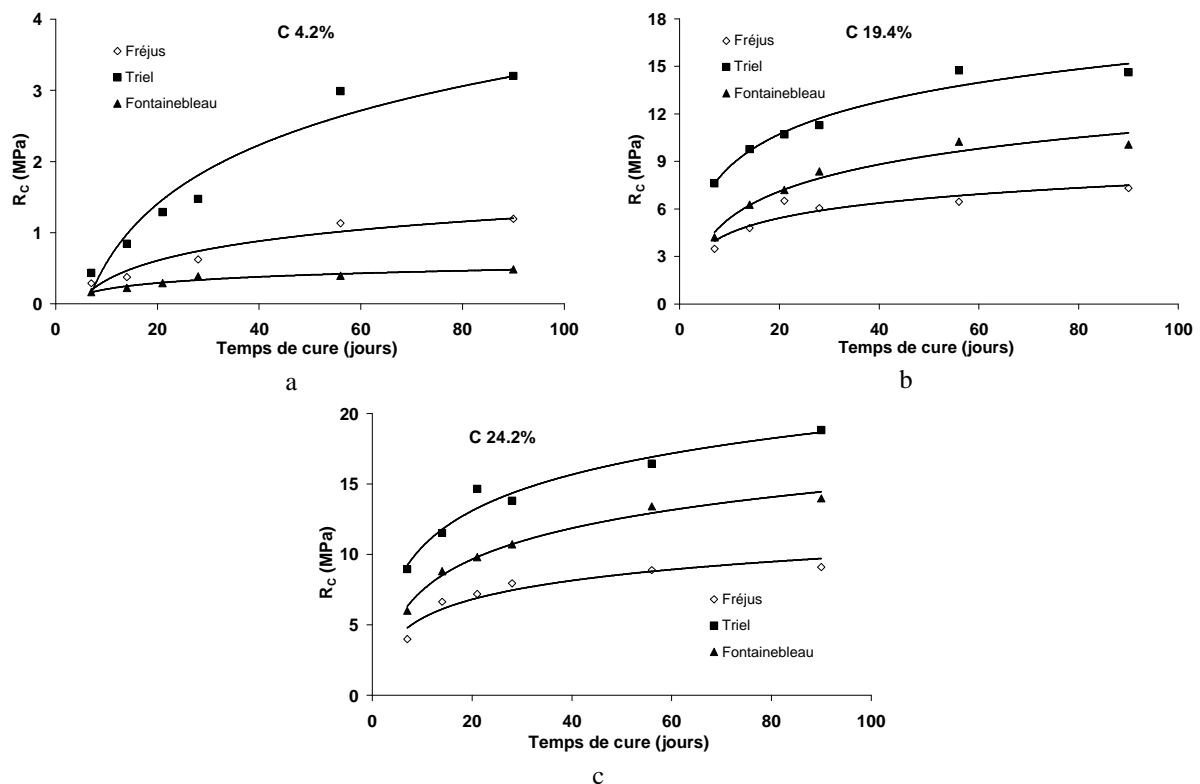 C 4.2%
Fréjus
Triel
Fontainebleau
R_C (MPa)
4
3
2
1
0
0 20 40 60 80 100
Temps de cure (jours)
a
C 19.4%
Fréjus
Triel
Fontainebleau
R_C (MPa)
18
15
12
9
6
3
0
0 20 40 60 80 100
Temps de cure (jours)
b
C 24.2%
R_C (MPa)
20
15
10
5
0
Fréjus
Triel
Fontainebleau
0 20 40 60 80 100
Temps de cure (jours)
c